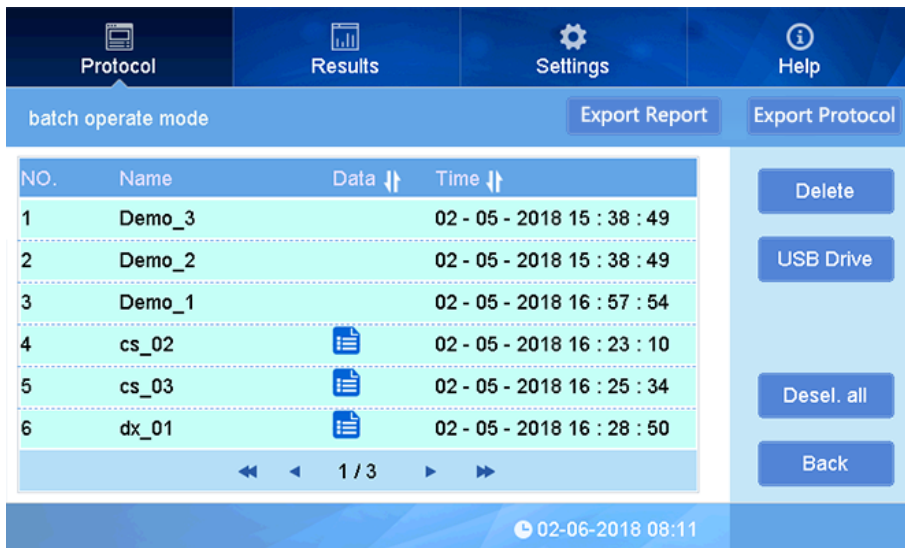 Protocol Results Settings Help
batch operate mode Export Report Export Protocol
NO. Name Data Time
1 Demo_3 02 - 05 - 2018 15 : 38 : 49
2 Demo_2 02 - 05 - 2018 15 : 38 : 49
3 Demo_1 02 - 05 - 2018 16 : 57 : 54
4 cs_02 02 - 05 - 2018 16 : 23 : 10
5 cs_03 02 - 05 - 2018 16 : 25 : 34
6 dx_01 02 - 05 - 2018 16 : 28 : 50
1 / 3
Delete
USB Drive
Desel. all
Back
02-06-2018 08:11